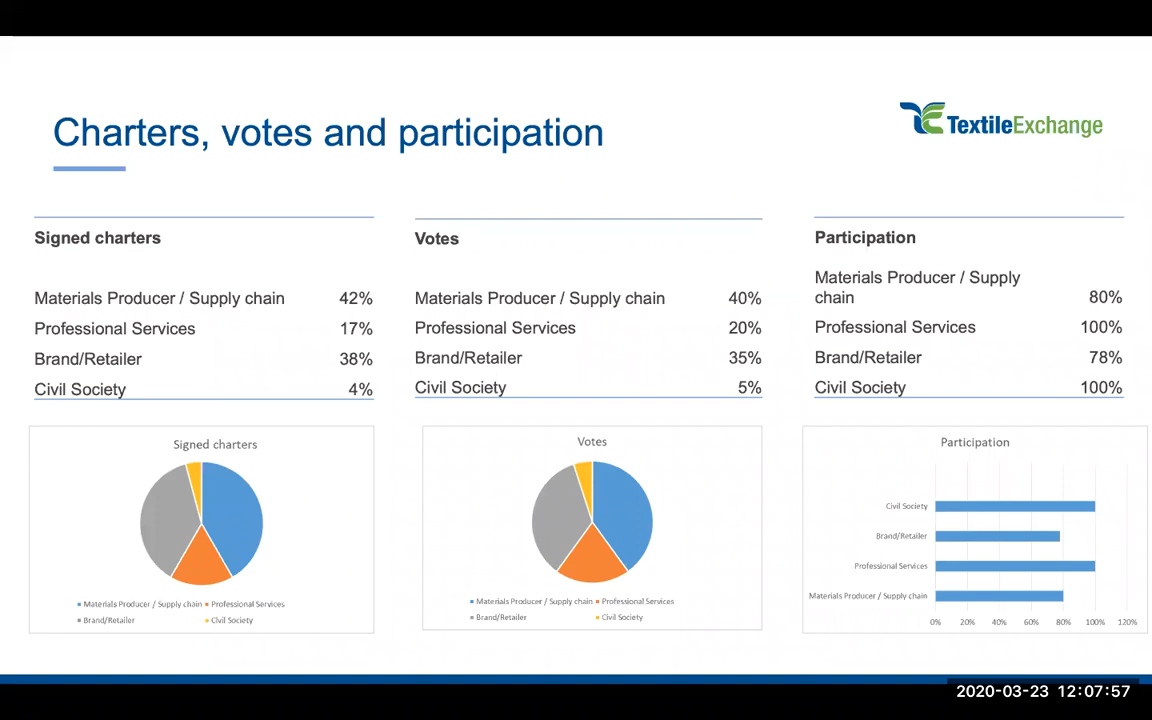 Charters, votes and participation
TextileExchange
Signed charters
Materials Producer / Supply chain 42%
Professional Services 17%
Brand/Retailer 38%
Civil Society 4%
Votes
Materials Producer / Supply chain 40%
Professional Services 20%
Brand/Retailer 35%
Civil Society 5%
Participation
Materials Producer / Supply
chain 80%
Professional Services 100%
Brand/Retailer 78%
Civil Society 100%
Signed charters
Materials Producer / Supply chain Professional Services
Brand/Retailer Civil Society
Votes
Materials Producer / Supply chain Professional Services
Brand/Retailer Civil Society
Participation
Civil Society
Brand/Retailer
Professional Services
Materials Producer / Supply chain
0% 20% 40% 60% 80% 100% 120%
2020-03-23 12:07:57